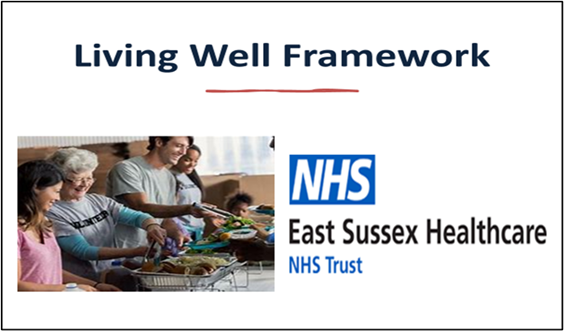 Living Well Framework
NHS
East Sussex Healthcare
NHS Trust